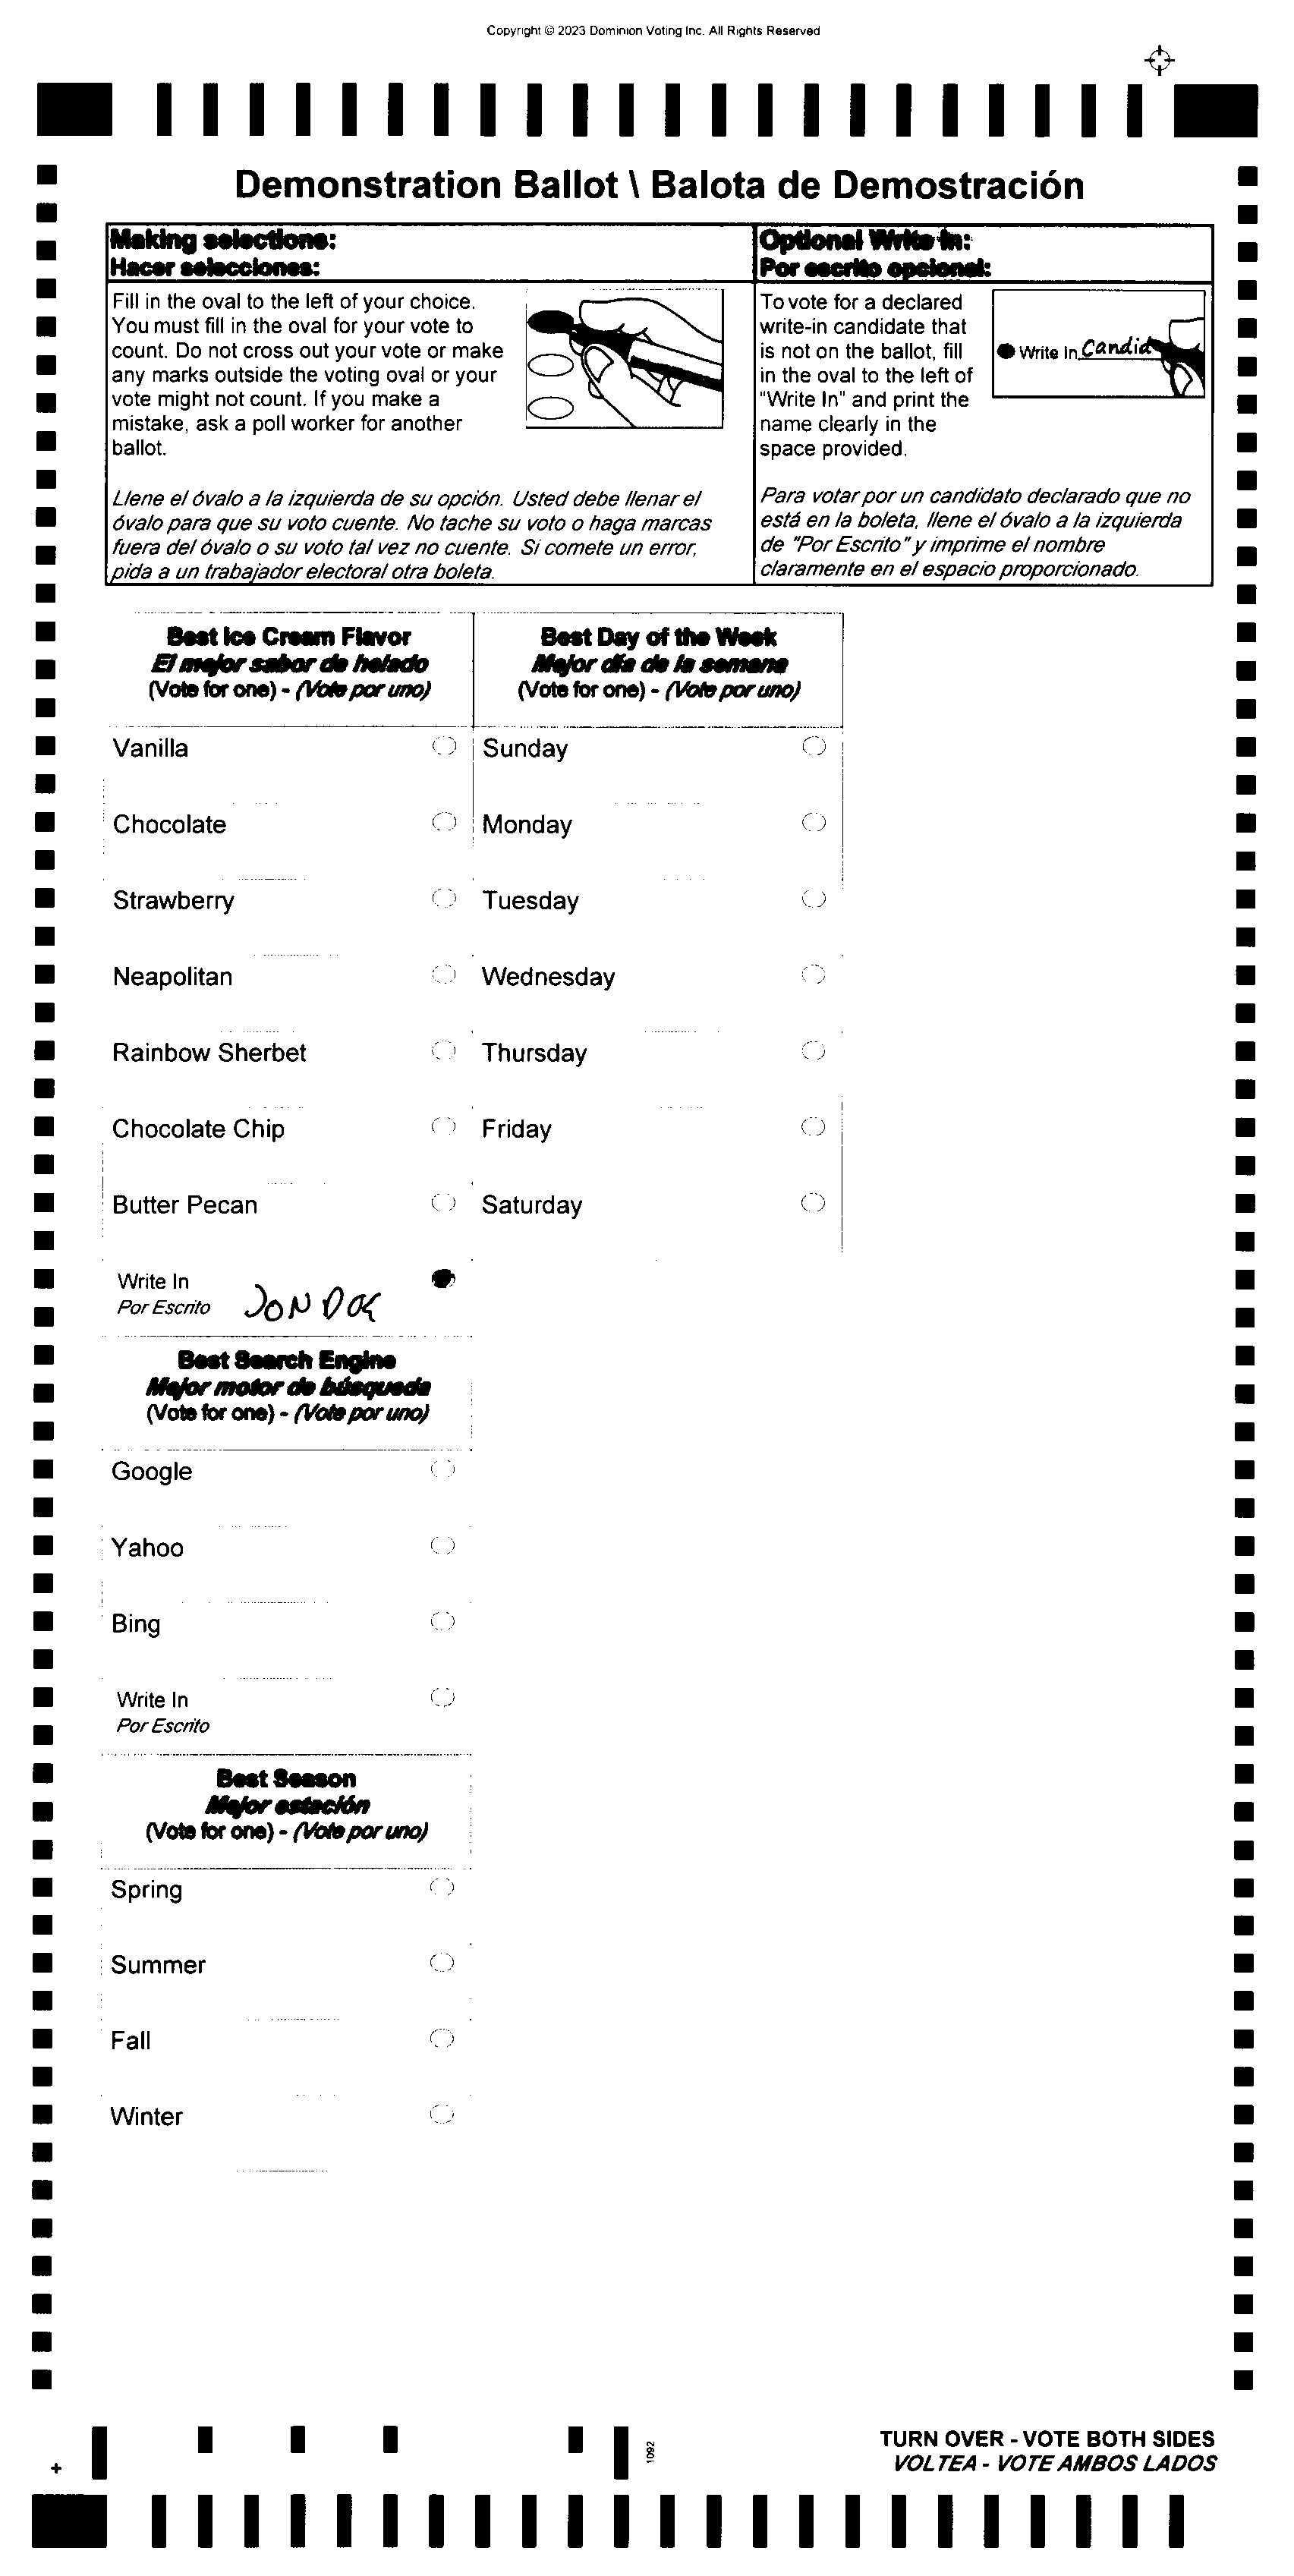 Copyright © 2023 Dominion Voting Inc. All Rights Reserved
Demonstration Ballot \ Balota de Demostración
Making selections:
Hacer selecciones:
Fill in the oval to the left of your choice.
You must fill in the oval for your vote to
count. Do not cross out your vote or make
any marks outside the voting oval or your
vote might not count. If you make a
mistake, ask a poll worker for another
ballot.
Llene el óvalo a la izquierda de su opción. Usted debe llenar el
óvalo para que su voto cuente. No tache su voto o haga marcas
fuera del óvalo o su voto tal vez no cuente. Si comete un error,
pida a un trabajador electoral otra boleta.
Optional Write In:
Por escrito opcional:
To vote for a declared
write-in candidate that
is not on the ballot, fill
in the oval to the left of
"Write In" and print the
name clearly in the
space provided.
Write In Candid
Para votar por un candidato declarado que no
está en la boleta, llene el óvalo a la izquierda
de "Por Escrito" y imprime el nombre
claramente en el espacio proporcionado.
Best Ice Cream Flavor
El mejor sabor de helado
(Vote for one) - (Vote por uno)
Vanilla
Chocolate
Strawberry
Neapolitan
Rainbow Sherbet
Chocolate Chip
Butter Pecan
Write In
Por Escrito JON DOE
Best Search Engine
Mejor motor de búsqueda
(Vote for one) - (Vote por uno)
Google
Yahoo
Bing
Write In
Por Escrito
Best Season
Mejor estación
(Vote for one) - (Vote por uno)
Spring
Summer
Fall
Winter
Best Day of the Week
Mejor día de la semana
(Vote for one) - (Vote por uno)
Sunday
Monday
Tuesday
Wednesday
Thursday
Friday
Saturday
1092
TURN OVER - VOTE BOTH SIDES
VOLTEA - VOTE AMBOS LADOS